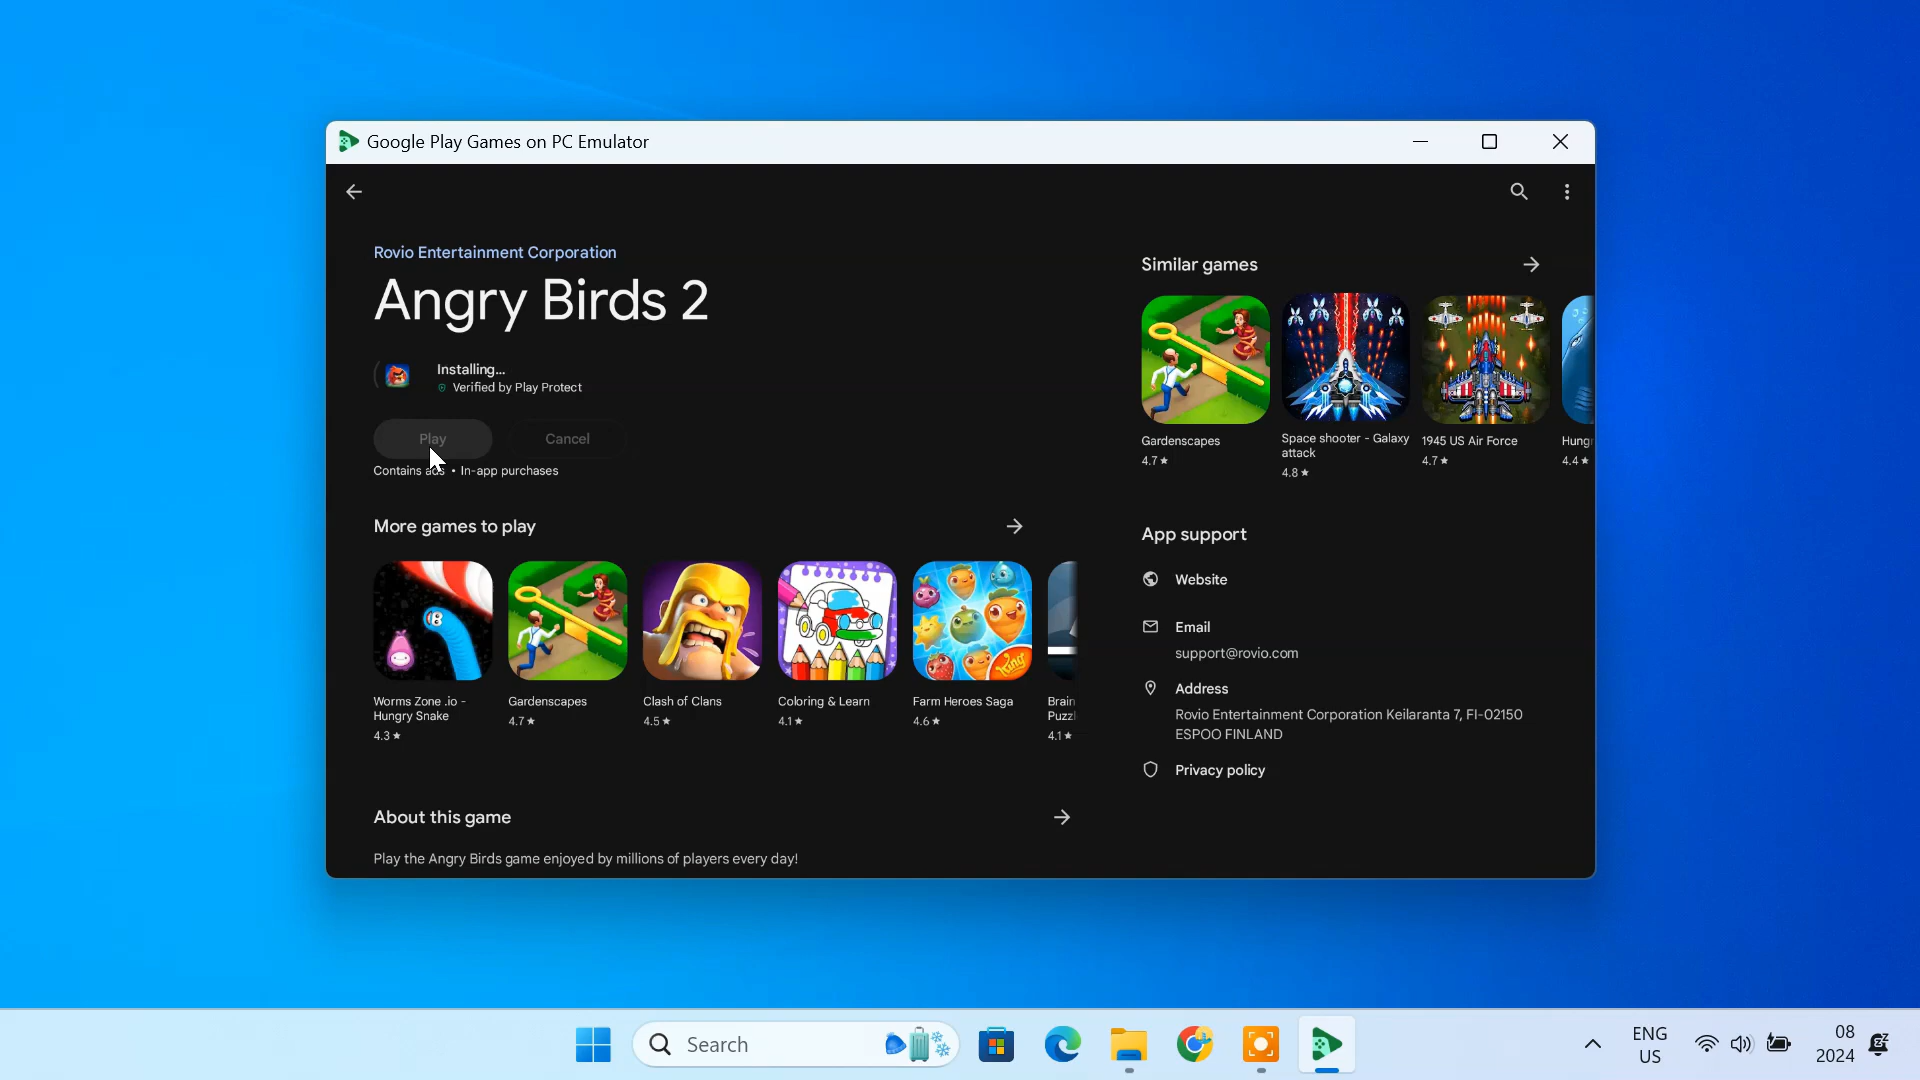 Google Play Games on PC Emulator
Rovio Entertainment Corporation
Angry Birds 2
Installing...
Verified by Play Protect
Play
Cancel
Contains ads • In-app purchases
More games to play
Worms Zone .io -
Hungry Snake
4.3★
Gardenscapes
4.7★
Clash of Clans
4.5★
Coloring & Learn
4.1★
Farm Heroes Saga
4.6★
King
Brain
Puzzl
4.1★
About this game
Play the Angry Birds game enjoyed by millions of players every day!
Similar games
Gardenscapes
4.7★
Space shooter - Galaxy
attack
4.8★
1945 US Air Force
4.7★
Hungr
4.4★
App support
Website
Email
support@rovio.com
Address
Rovio Entertainment Corporation Keilaranta 7, FI-02150
ESPOO FINLAND
Privacy policy
Search
ENG
US
08
2024